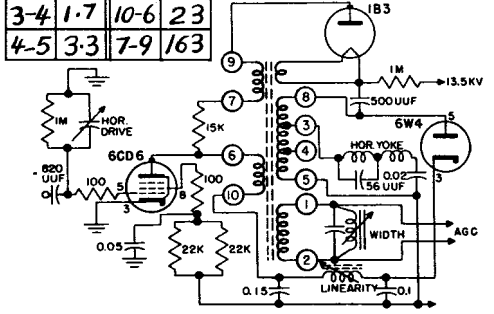 3-4 1.7 10-6 23
4-5 3.3 7-9 163
1B3
9
1M
13.5KV
7
8
500UUF
5
6W4
1M
HOR.
DRIVE
15K
3
HOR. YOKE
6CD6
6
4
820
UUF
100
5
8
100
10
5
56 UUF
0.02
3
3
1
AGC
0.05
WIDTH
22K
22K
2
LINEARITY
0.15
0.1